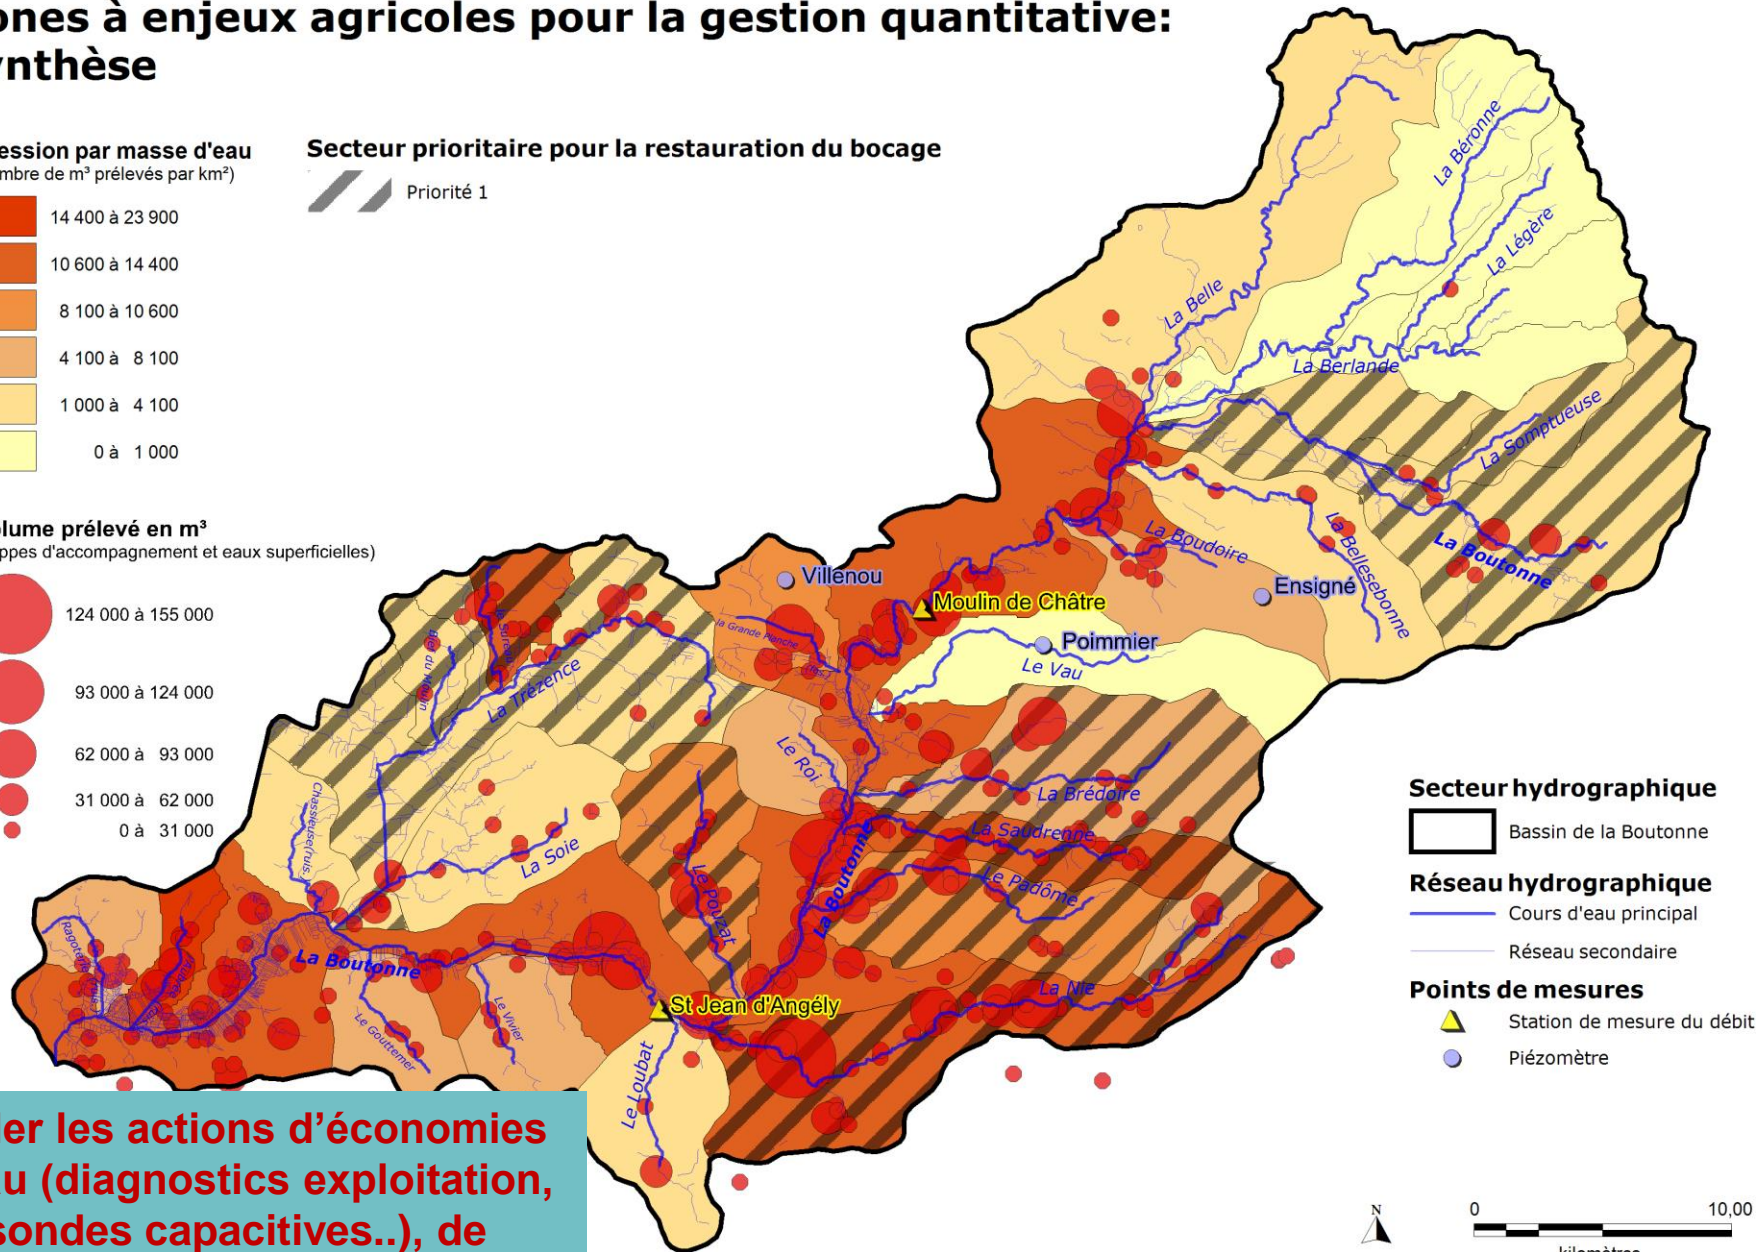 ones à enjeux agricoles pour la gestion quantitative:
ynthèse
ession par masse d'eau
mbre de m³ prélevés par km²)
14 400 à 23 900
10 600 à 14 400
8 100 à 10 600
4 100 à 8 100
1 000 à 4 100
0 à 1 000
Secteur prioritaire pour la restauration du bocage
Priorité 1
olume prélevé en m³
ppes d'accompagnement et eaux superficielles)
124 000 à 155 000
93 000 à 124 000
62 000 à 93 000
31 000 à 62 000
0 à 31 000
La Béronne
La Légère
La Belle
La Berlande
La Somptueuse
La Boutonne
La Bellesebonne
La Boudoire
Ensigné
Villenou
Moulin de Châtre
Poimmier
Le Vau
la Grande Planche
Bief du Moulin
La Trézence
Le Roi
La Brédoire
La Saudrenne
Le Padôme
La Boutonne
Le Pouzat
Chassieuse(ruis.
La Soie
La Boutonne
Le Gouttemer
Le Vivier
St Jean d'Angély
La Nie
Le Loubat
Secteur hydrographique
Bassin de la Boutonne
Réseau hydrographique
Cours d'eau principal
Réseau secondaire
Points de mesures
Station de mesure du débit
Piézomètre
ler les actions d'économies
au (diagnostics exploitation,
sondes capacitives..), de
N
0 10,00
kilomètres